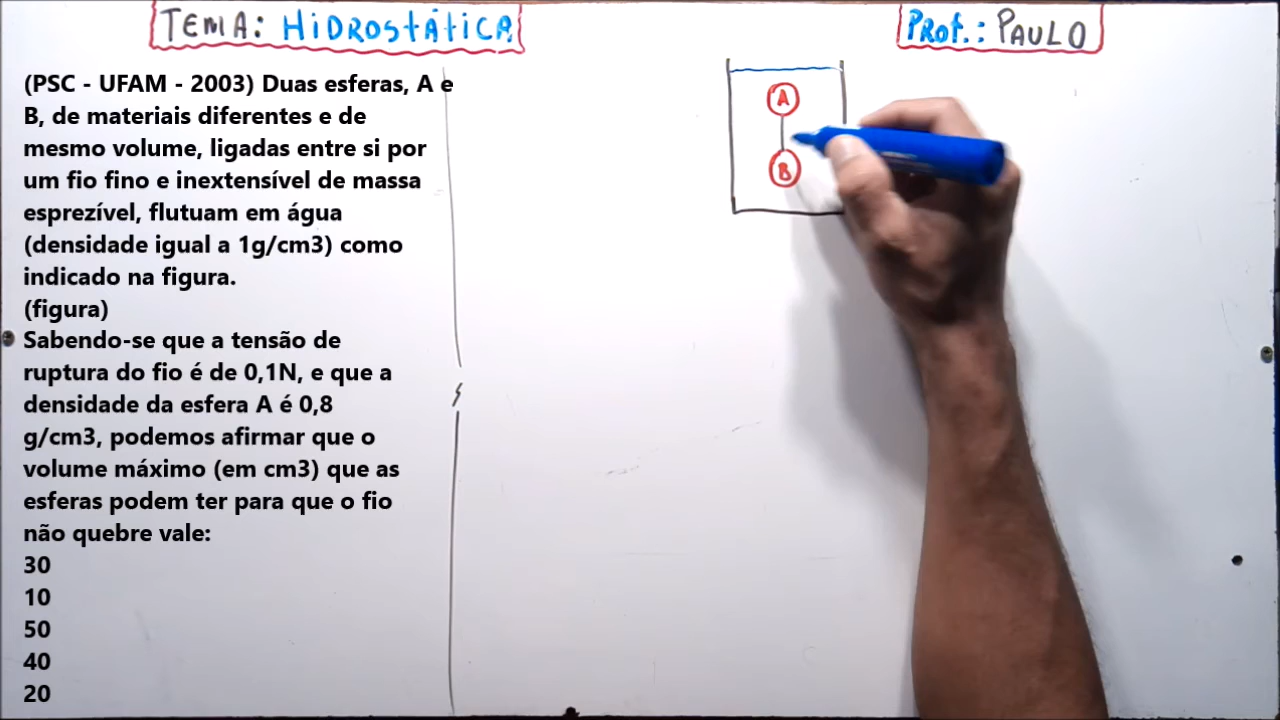 TEMA: HIDROSTÁTICA
PROF.: PAULO
(PSC - UFAM - 2003) Duas esferas, A e
B, de materiais diferentes e de
mesmo volume, ligadas entre si por
um fio fino e inextensível de massa
esprezível, flutuam em água
(densidade igual a 1g/cm3) como
indicado na figura.
(figura)
Sabendo-se que a tensão de
ruptura do fio é de 0,1N, e que a
densidade da esfera A é 0,8
g/cm3, podemos afirmar que o
volume máximo (em cm3) que as
esferas podem ter para que o fio
não quebre vale:
30
10
50
40
20
A
B